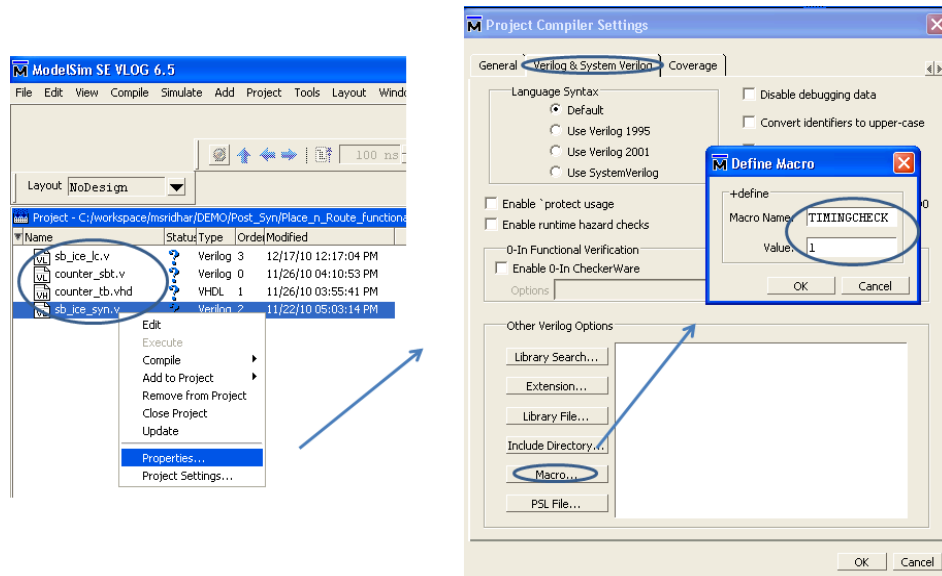 ModelSim SE VLOG 6.5
File Edit View Compile Simulate Add Project Tools Layout Windo
100 ns
Layout NoDesign
Project - C:/workspace/msridhar/DEMO/Post_Syn/Place_n_Route_functiona
Name Status Type Order Modified
sb_ice_lc.v ? Verilog 3 12/17/10 12:17:04 PM
counter_sbt.v ? Verilog 0 11/26/10 04:10:53 PM
counter_tb.vhd ? VHDL 1 11/26/10 03:55:41 PM
sb_ice_syn.v ? Verilog 2 11/22/10 05:03:14 PM
Edit
Execute
Compile
Add to Project
Remove from Project
Close Project
Update
Properties...
Project Settings...
Project Compiler Settings
General Verilog & System Verilog Coverage
Language Syntax
Default
Use Verilog 1995
Use Verilog 2001
Use SystemVerilog
Disable debugging data
Convert identifiers to upper-case
Enable `protect usage
Enable runtime hazard checks
0-In Functional Verification
Enable 0-In CheckerWare
Options
Define Macro
+define
Macro Name: TIMINGCHECK
Value: 1
OK Cancel
Other Verilog Options
Library Search...
Extension...
Library File...
Include Directory...
Macro...
PSL File...
OK Cancel